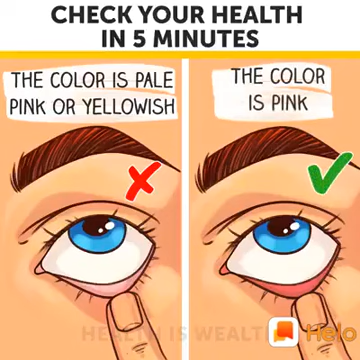 CHECK YOUR HEALTH
IN 5 MINUTES
THE COLOR IS PALE
PINK OR YELLOWISH
THE COLOR
IS PINK
HEALTH IS WEALTH
Helo